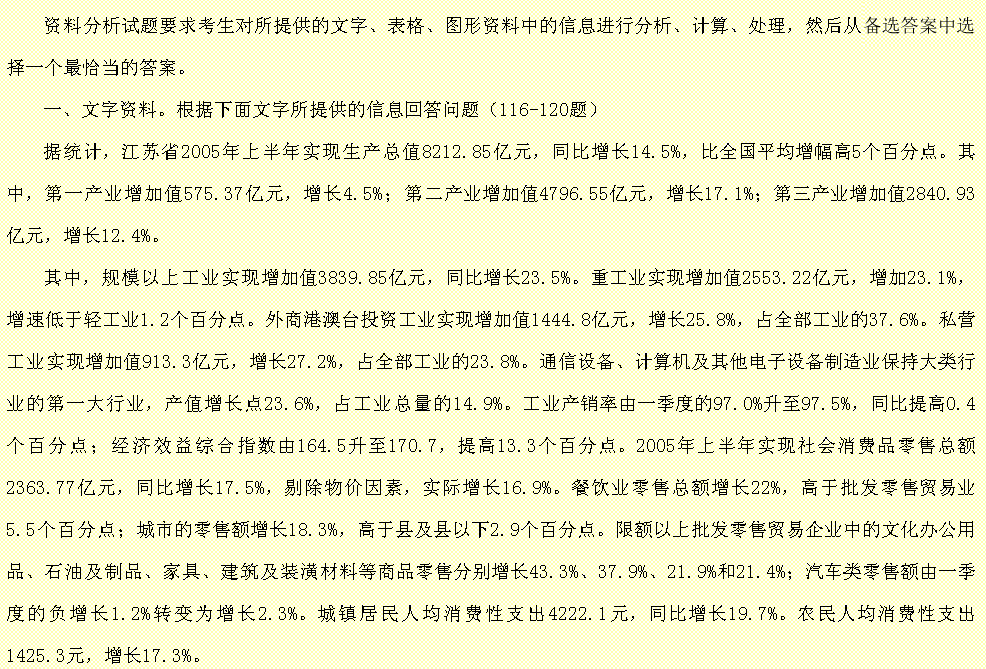 资料分析试题要求考生对所提供的文字、表格、图形资料中的信息进行分析、计算、处理，然后从备选答案中选
择一个最恰当的答案。
一、文字资料。根据下面文字所提供的信息回答问题（116-120题）
据统计，江苏省2005年上半年实现生产总值8212.85亿元，同比增长14.5%，比全国平均增幅高5个百分点。其
中，第一产业增加值575.37亿元，增长4.5%；第二产业增加值4796.55亿元，增长17.1%；第三产业增加值2840.93
亿元，增长12.4%。
其中，规模以上工业实现增加值3839.85亿元，同比增长23.5%。重工业实现增加值2553.22亿元，增加23.1%，
增速低于轻工业1.2个百分点。外商港澳台投资工业实现增加值1444.8亿元，增长25.8%，占全部工业的37.6%。私营
工业实现增加值913.3亿元，增长27.2%，占全部工业的23.8%。通信设备、计算机及其他电子设备制造业保持大类行
业的第一大行业，产值增长点23.6%，占工业总量的14.9%。工业产销率由一季度的97.0%升至97.5%，同比提高0.4
个百分点；经济效益综合指数由164.5升至170.7，提高13.3个百分点。2005年上半年实现社会消费品零售总额
2363.77亿元，同比增长17.5%，剔除物价因素，实际增长16.9%。餐饮业零售总额增长22%，高于批发零售贸易业
5.5个百分点；城市的零售额增长18.3%，高于县及县以下2.9个百分点。限额以上批发零售贸易企业中的文化办公用
品、石油及制品、家具、建筑及装潢材料等商品零售分别增长43.3%、37.9%、21.9%和21.4%；汽车类零售额由一季
度的负增长1.2%转变为增长2.3%。城镇居民人均消费性支出4222.1元，同比增长19.7%。农民人均消费性支出
1425.3元，增长17.3%。